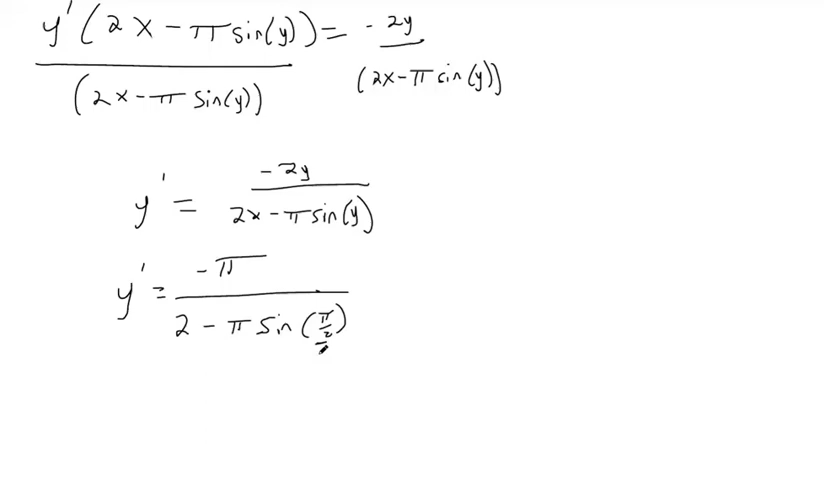 y'(2x - π sin(y)) = -2y
(2x - π sin(y)) (2x - π sin(y))
y' = -2y / 2x - π sin(y)
y' = -π / 2 - π sin(π/2)